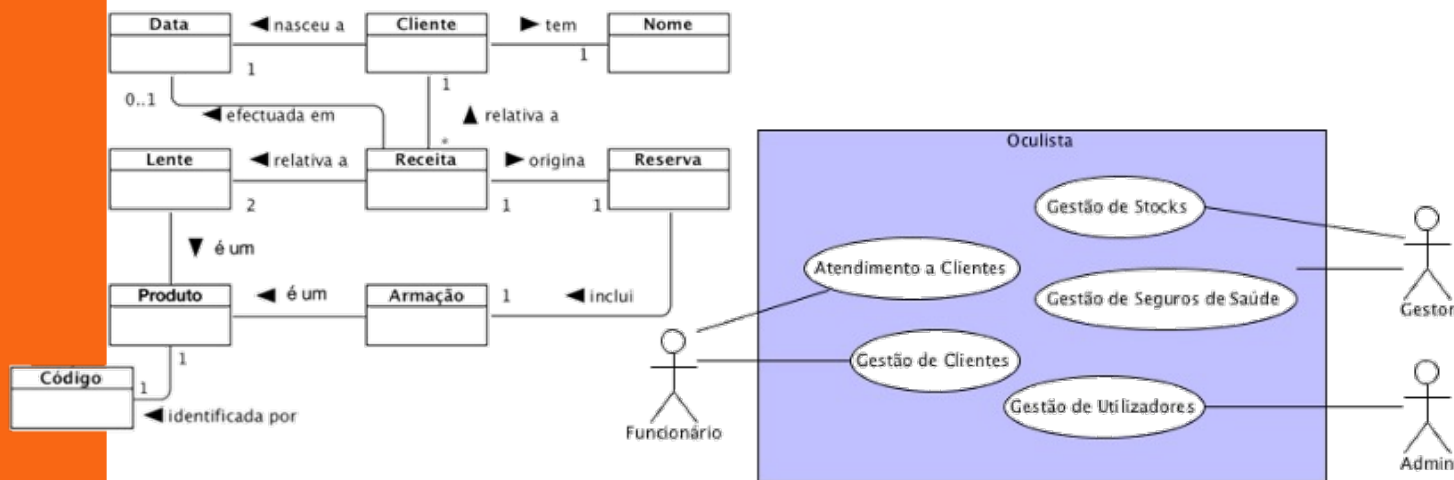 Data
◄ nasceu a
Cliente
► tem
Nome
1
1
0..1
1
◄ efectuada em
▲ relativa a
*
Lente
◄ relativa a
Receita
► origina
Reserva
2
1
1
▼ é um
Produto
◄ é um
Armação
1
◄ inclui
1
Código
1
◄ identificada por
Oculista
Gestão de Stocks
Atendimento a Clientes
Gestão de Seguros de Saúde
Gestor
Gestão de Clientes
Gestão de Utilizadores
Funcionário
Admin